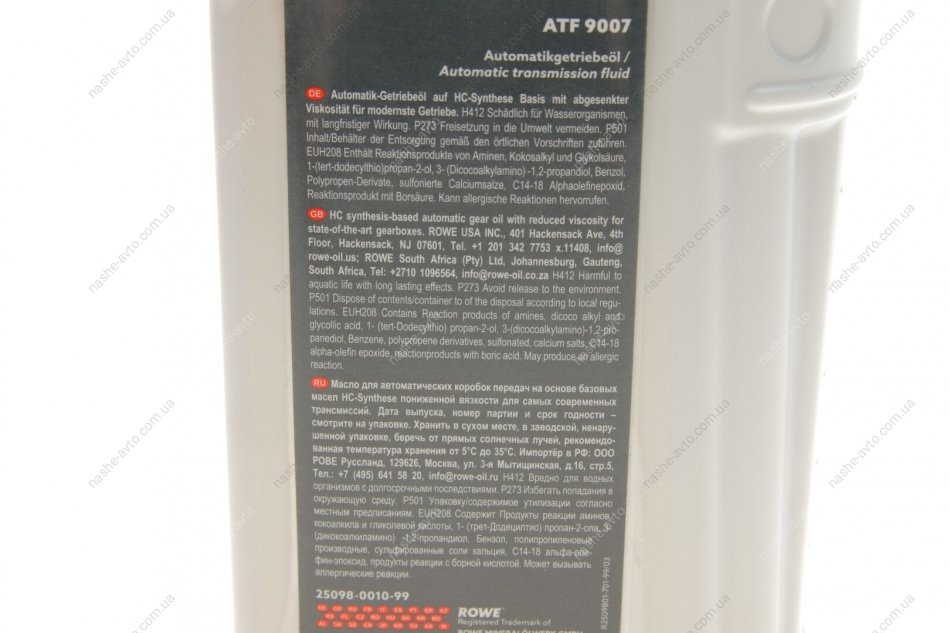 ATF 9007
Automatikgetriebeöl /
Automatic transmission fluid
DE Automatik-Getriebeöl auf HC-Synthese Basis mit abgesenkter
Viskosität für modernste Getriebe. H412 Schädlich für Wasserorganismen,
mit langfristiger Wirkung. P273 Freisetzung in die Umwelt vermeiden. P501
Inhalt/Behälter der Entsorgung gemäß den örtlichen Vorschriften zuführen.
EUH208 Enthält Reaktionsprodukte von Aminen, Kokosalkyl und Glykolsäure,
1-(tert-dodecylthio)propan-2-ol, 3- (Dicocoalkylamino) -1,2-propandiol, Benzol,
Polypropen-Derivate, sulfonierte Calciumsalze, C14-18 Alphaolefinepoxid,
Reaktionsprodukt mit Borsäure. Kann allergische Reaktionen hervorrufen.
GB HC synthesis-based automatic gear oil with reduced viscosity for
state-of-the-art gearboxes. ROWE USA INC., 401 Hackensack Ave, 4th
Floor, Hackensack, NJ 07601, Tel. +1 201 342 7753 x.11408, info@
rowe-oil.us; ROWE South Africa (Pty) Ltd, Johannesburg, Gauteng,
South Africa, Tel: +2710 1096564, info@rowe-oil.co.za H412 Harmful to
aquatic life with long lasting effects. P273 Avoid release to the environment.
P501 Dispose of contents/container to of the disposal according to local regu-
lations. EUH208 Contains Reaction products of amines, dicoco alkyl and
glycollic acid, 1- (tert-Dodecylthio) propan-2-ol, 3-(dicocoalkylamino)-1,2-pro-
panediol, Benzene, polypropene derivatives, sulfonated, calcium salts, C14-18
alpha-olefin epoxide, reactionproducts with boric acid. May produce an allergic
reaction.
RU Масло для автоматических коробок передач на основе базовых
масел HC-Synthese пониженной вязкости для самых современных
трансмиссий. Дата выпуска, номер партии и срок годности –
смотрите на упаковке. Хранить в сухом месте, в заводской, ненару-
шенной упаковке, беречь от прямых солнечных лучей, рекомендо-
ванная температура хранения от 5°C до 35°C. Импортёр в РФ: ООО
РОВЕ Руссланд, 129626, Москва, ул. 3-я Мытищинская, д.16, стр.5,
Тел.: +7 (495) 641 58 20, info@rowe-oil.ru H412 Вредно для водных
организмов с долгосрочными последствиями. P273 Избегать попадания в
окружающую среду. P501 Упаковку/содержимое утилизации согласно
местным предписаниям. EUH208 Содержит Продукты реакции аминов,
кокоалкила и гликолевой кислоты, 1- (трет-Додецилтио) пропан-2-ола, 3-
(дикокоалкиламино) -1,2-пропандиол, Бензол, полипропиленовые
производные, сульфированные соли кальция, C14-18 альфа-оле-
фин-эпоксид, продукты реакции с борной кислотой. Может вызывать
аллергические реакции.
25098-0010-99
ROWE
Registered Trademark of
ROWE MINERALÖLWERK GMBH
R2509801-701-99/03
nashe-avto.com.ua